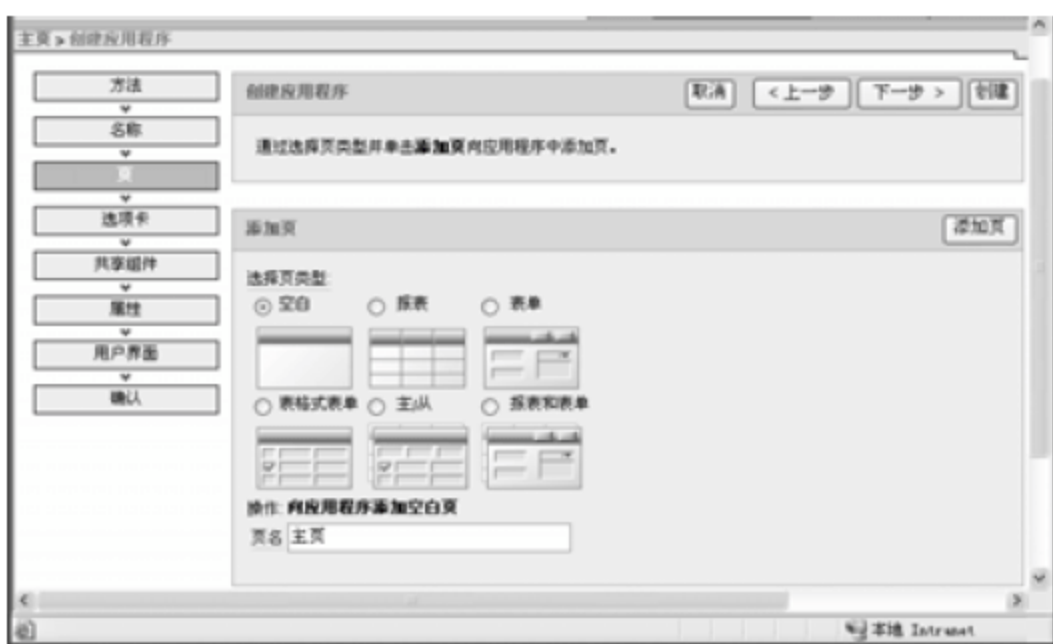 主页 > 创建应用程序
方法
名称
页
选项卡
共享组件
属性
用户界面
确认
创建应用程序
取消
< 上一步
下一步 >
创建
通过选择页类型并单击添加页向应用程序中添加页。
添加页
添加页
选择页类型:
空白
报表
表单
表格式表单
主/从
报表和表单
操作: 向应用程序添加空白页
页名 主页
本地 Intranet